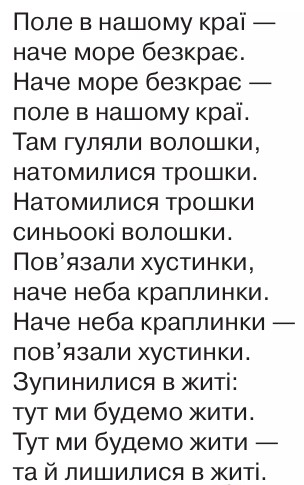 Поле в нашому краї —
наче море безкрає.
Наче море безкрає —
поле в нашому краї.
Там гуляли волошки,
натомилися трошки.
Натомилися трошки
синьоокі волошки.
Пов’язали хустинки,
наче неба краплинки.
Наче неба краплинки —
пов’язали хустинки.
Зупинилися в житі:
тут ми будемо жити.
Тут ми будемо жити —
та й лишилися в житі.